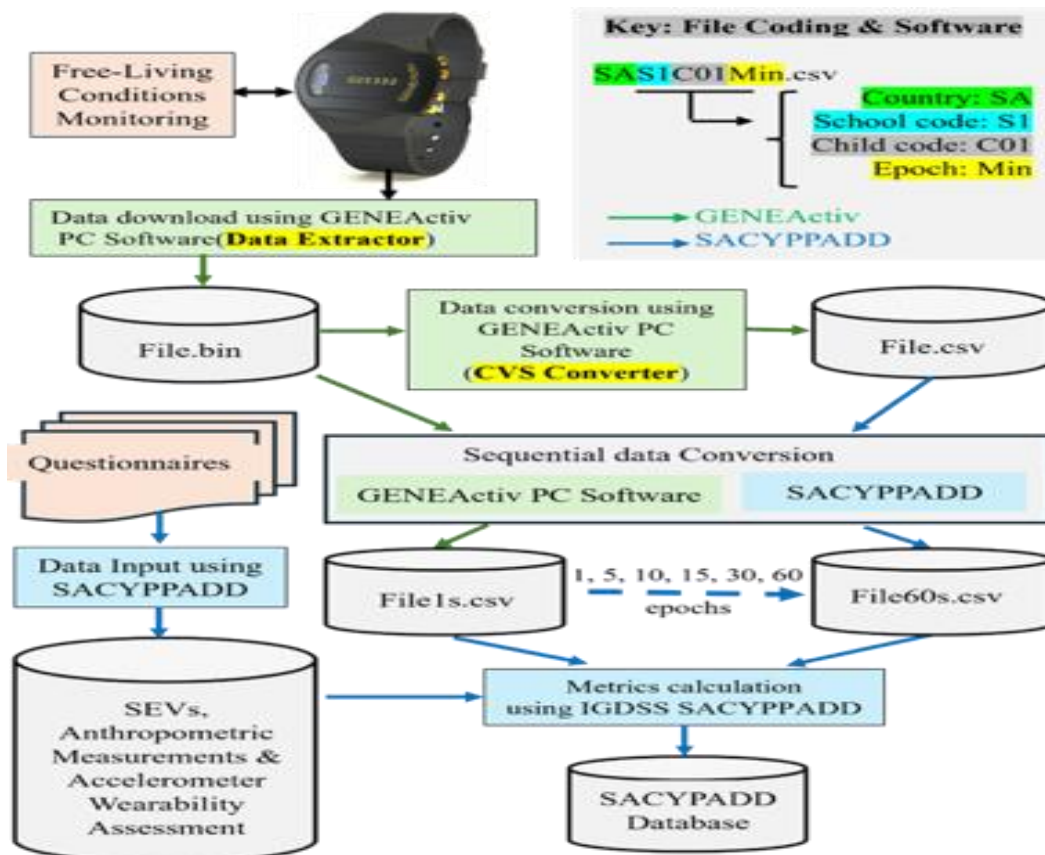 Free-Living
Conditions
Monitoring
Key: File Coding & Software
SAS1C01Min.csv
Country: SA
School code: S1
Child code: C01
Epoch: Min
GENEActiv
SACYPPADD
Data download using GENEActiv
PC Software(Data Extractor)
File.bin
Data conversion using
GENEActiv PC
Software
(CVS Converter)
File.csv
Questionnaires
Sequential data Conversion
GENEActiv PC Software
SACYPPADD
Data Input using
SACYPPADD
File1s.csv
1, 5, 10, 15, 30, 60
epochs
File60s.csv
SEVs,
Anthropometric
Measurements &
Accelerometer
Wearability
Assessment
Metrics calculation
using IGDSS SACYPPADD
SACYPADD
Database